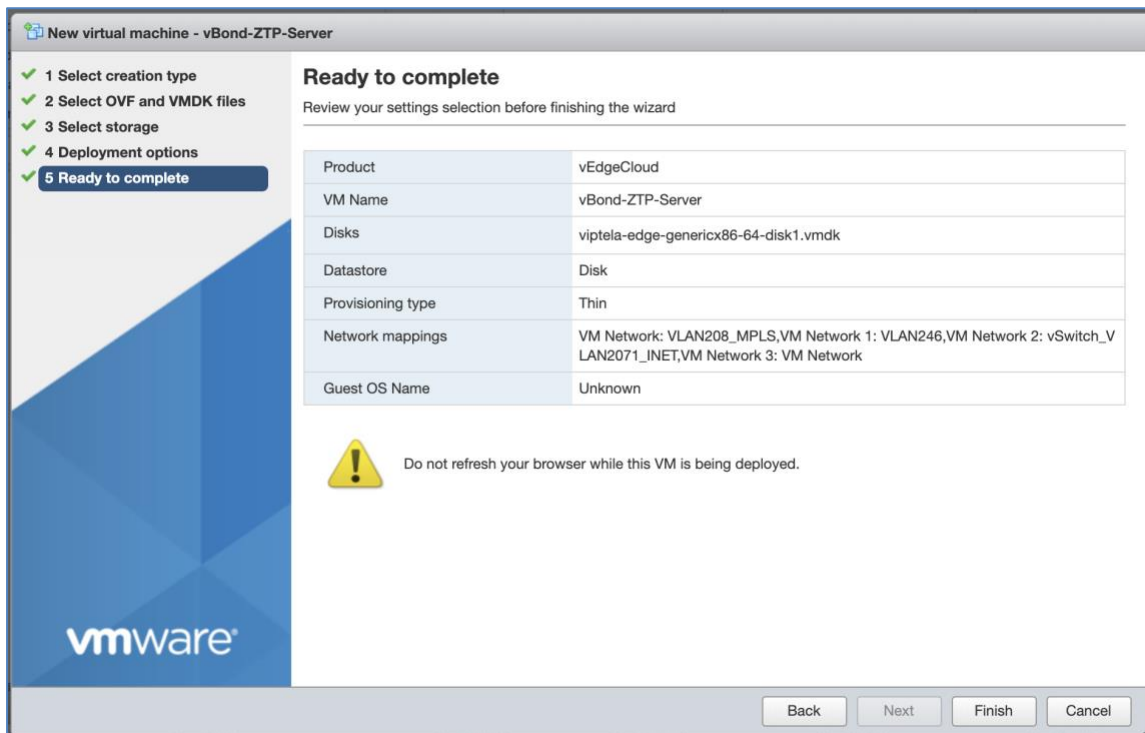 New virtual machine - vBond-ZTP-Server
1 Select creation type
2 Select OVF and VMDK files
3 Select storage
4 Deployment options
5 Ready to complete
Ready to complete
Review your settings selection before finishing the wizard
Product vEdgeCloud
VM Name vBond-ZTP-Server
Disks viptela-edge-genericx86-64-disk1.vmdk
Datastore Disk
Provisioning type Thin
Network mappings VM Network: VLAN208_MPLS,VM Network 1: VLAN246,VM Network 2: vSwitch_V
LAN2071_INET,VM Network 3: VM Network
Guest OS Name Unknown
Do not refresh your browser while this VM is being deployed.
vmware®
Back Next Finish Cancel